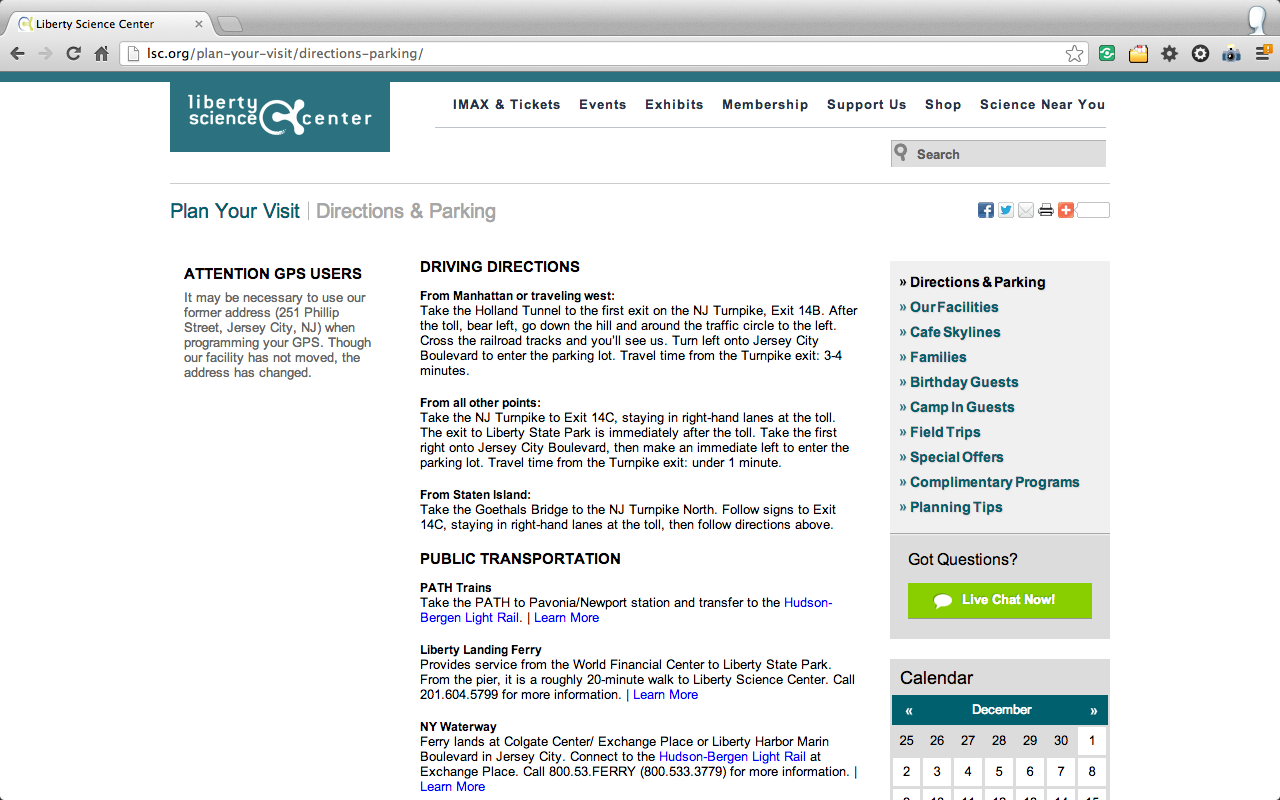 Liberty Science Center
lsc.org/plan-your-visit/directions-parking/
liberty
science center
IMAX & Tickets Events Exhibits Membership Support Us Shop Science Near You
Search
Plan Your Visit | Directions & Parking
ATTENTION GPS USERS
It may be necessary to use our
former address (251 Phillip
Street, Jersey City, NJ) when
programming your GPS. Though
our facility has not moved, the
address has changed.
DRIVING DIRECTIONS
From Manhattan or traveling west:
Take the Holland Tunnel to the first exit on the NJ Turnpike, Exit 14B. After
the toll, bear left, go down the hill and around the traffic circle to the left.
Cross the railroad tracks and you'll see us. Turn left onto Jersey City
Boulevard to enter the parking lot. Travel time from the Turnpike exit: 3-4
minutes.
From all other points:
Take the NJ Turnpike to Exit 14C, staying in right-hand lanes at the toll.
The exit to Liberty State Park is immediately after the toll. Take the first
right onto Jersey City Boulevard, then make an immediate left to enter the
parking lot. Travel time from the Turnpike exit: under 1 minute.
From Staten Island:
Take the Goethals Bridge to the NJ Turnpike North. Follow signs to Exit
14C, staying in right-hand lanes at the toll, then follow directions above.
PUBLIC TRANSPORTATION
PATH Trains
Take the PATH to Pavonia/Newport station and transfer to the Hudson-
Bergen Light Rail. | Learn More
Liberty Landing Ferry
Provides service from the World Financial Center to Liberty State Park.
From the pier, it is a roughly 20-minute walk to Liberty Science Center. Call
201.604.5799 for more information. | Learn More
NY Waterway
Ferry lands at Colgate Center/ Exchange Place or Liberty Harbor Marin
Boulevard in Jersey City. Connect to the Hudson-Bergen Light Rail at
Exchange Place. Call 800.53.FERRY (800.533.3779) for more information. |
Learn More
» Directions & Parking
» Our Facilities
» Cafe Skylines
» Families
» Birthday Guests
» Camp In Guests
» Field Trips
» Special Offers
» Complimentary Programs
» Planning Tips
Got Questions?
Live Chat Now!
Calendar
« December »
25 26 27 28 29 30 1
2 3 4 5 6 7 8